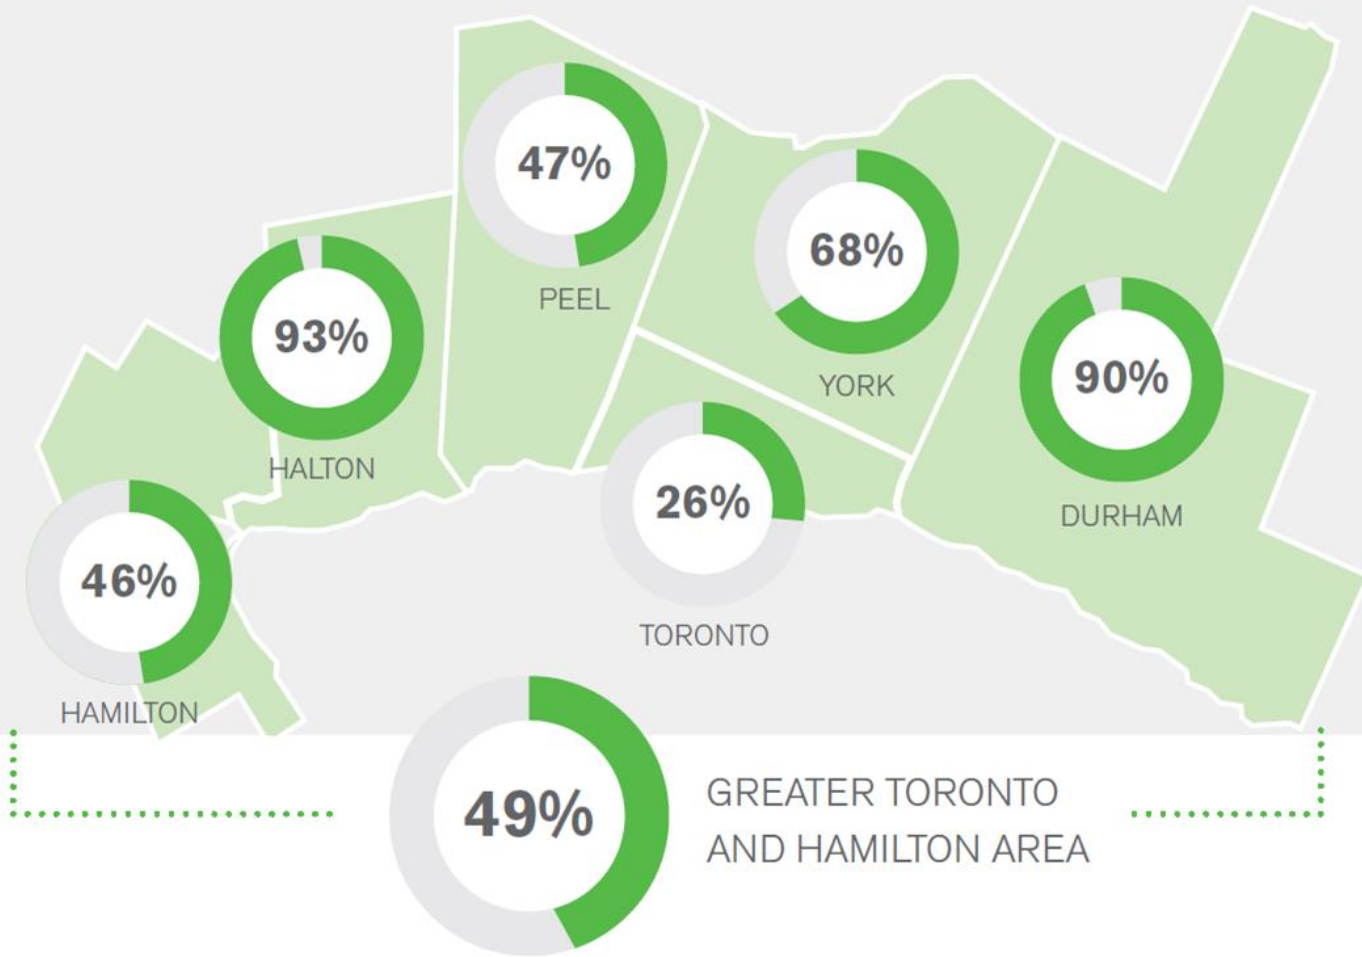 47%
PEEL
68%
YORK
93%
HALTON
90%
DURHAM
26%
TORONTO
46%
HAMILTON
49%
GREATER TORONTO
AND HAMILTON AREA